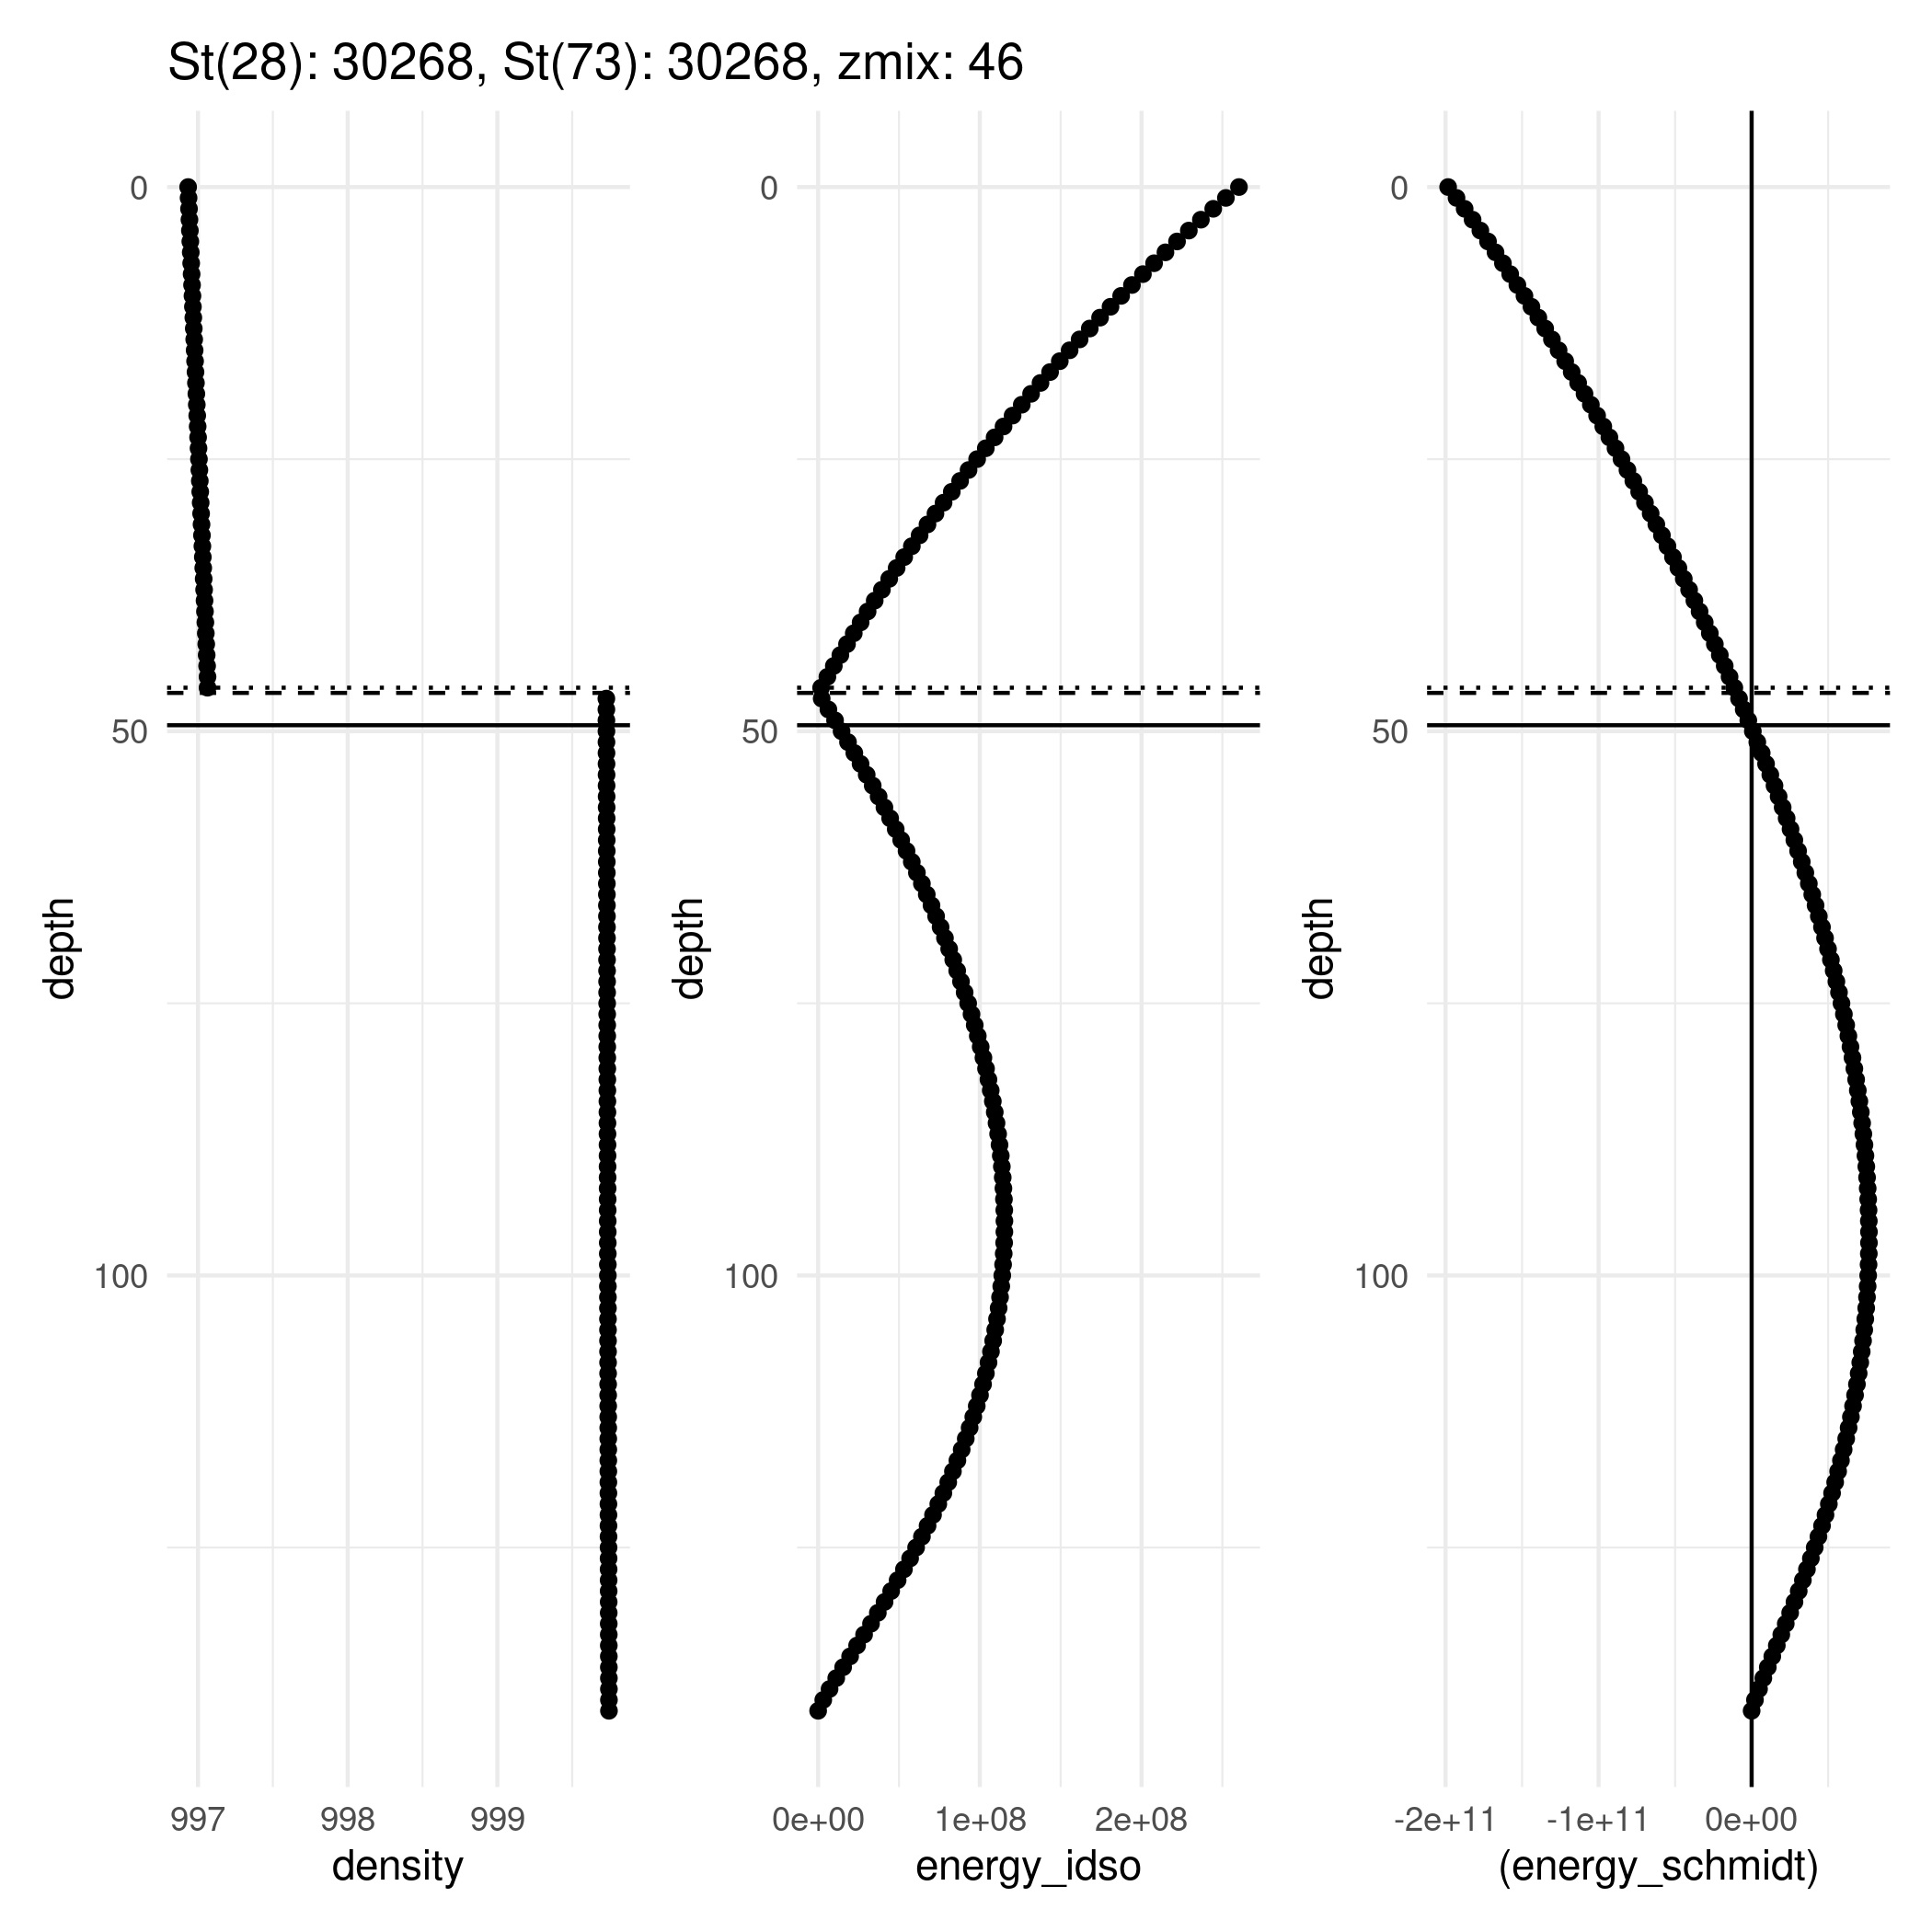 St(28): 30268, St(73): 30268, zmix: 46
0
50
100
depth
997 998 999
density
0
50
100
depth
0e+00 1e+08 2e+08
energy_idso
0
50
100
depth
-2e+11 -1e+11 0e+00
(energy_schmidt)